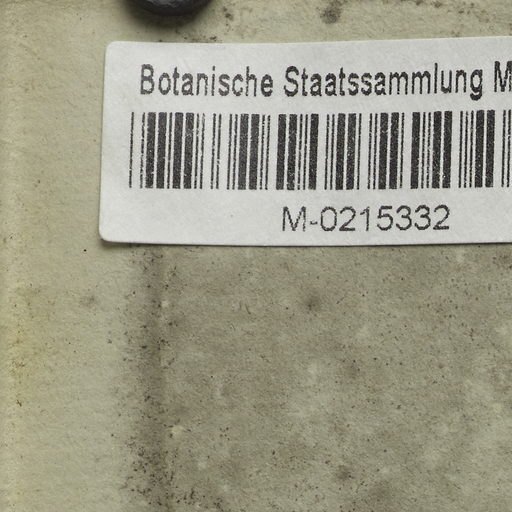 Botanische Staatssammlung M
M-0215332